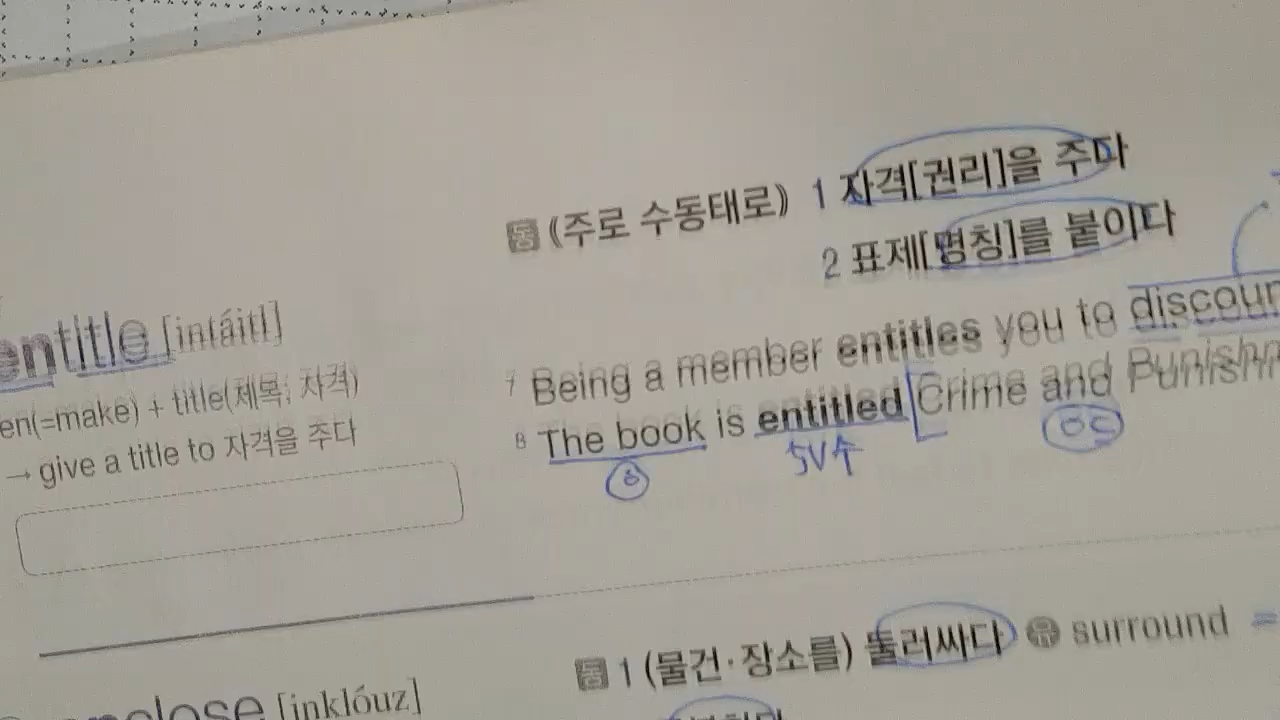 동 (주로 수동태로) 1 자격[권리]을 주다
2 표제[명칭]를 붙이다
entitle [intáitl]
en(=make) + title(제목; 자격)
→ give a title to 자격을 주다
7 Being a member entitles you to discoun
8 The book is entitled Crime and Punishm
5V수
동 1 (물건·장소를) 둘러싸다 유 surround =
enclose [inklóuz]